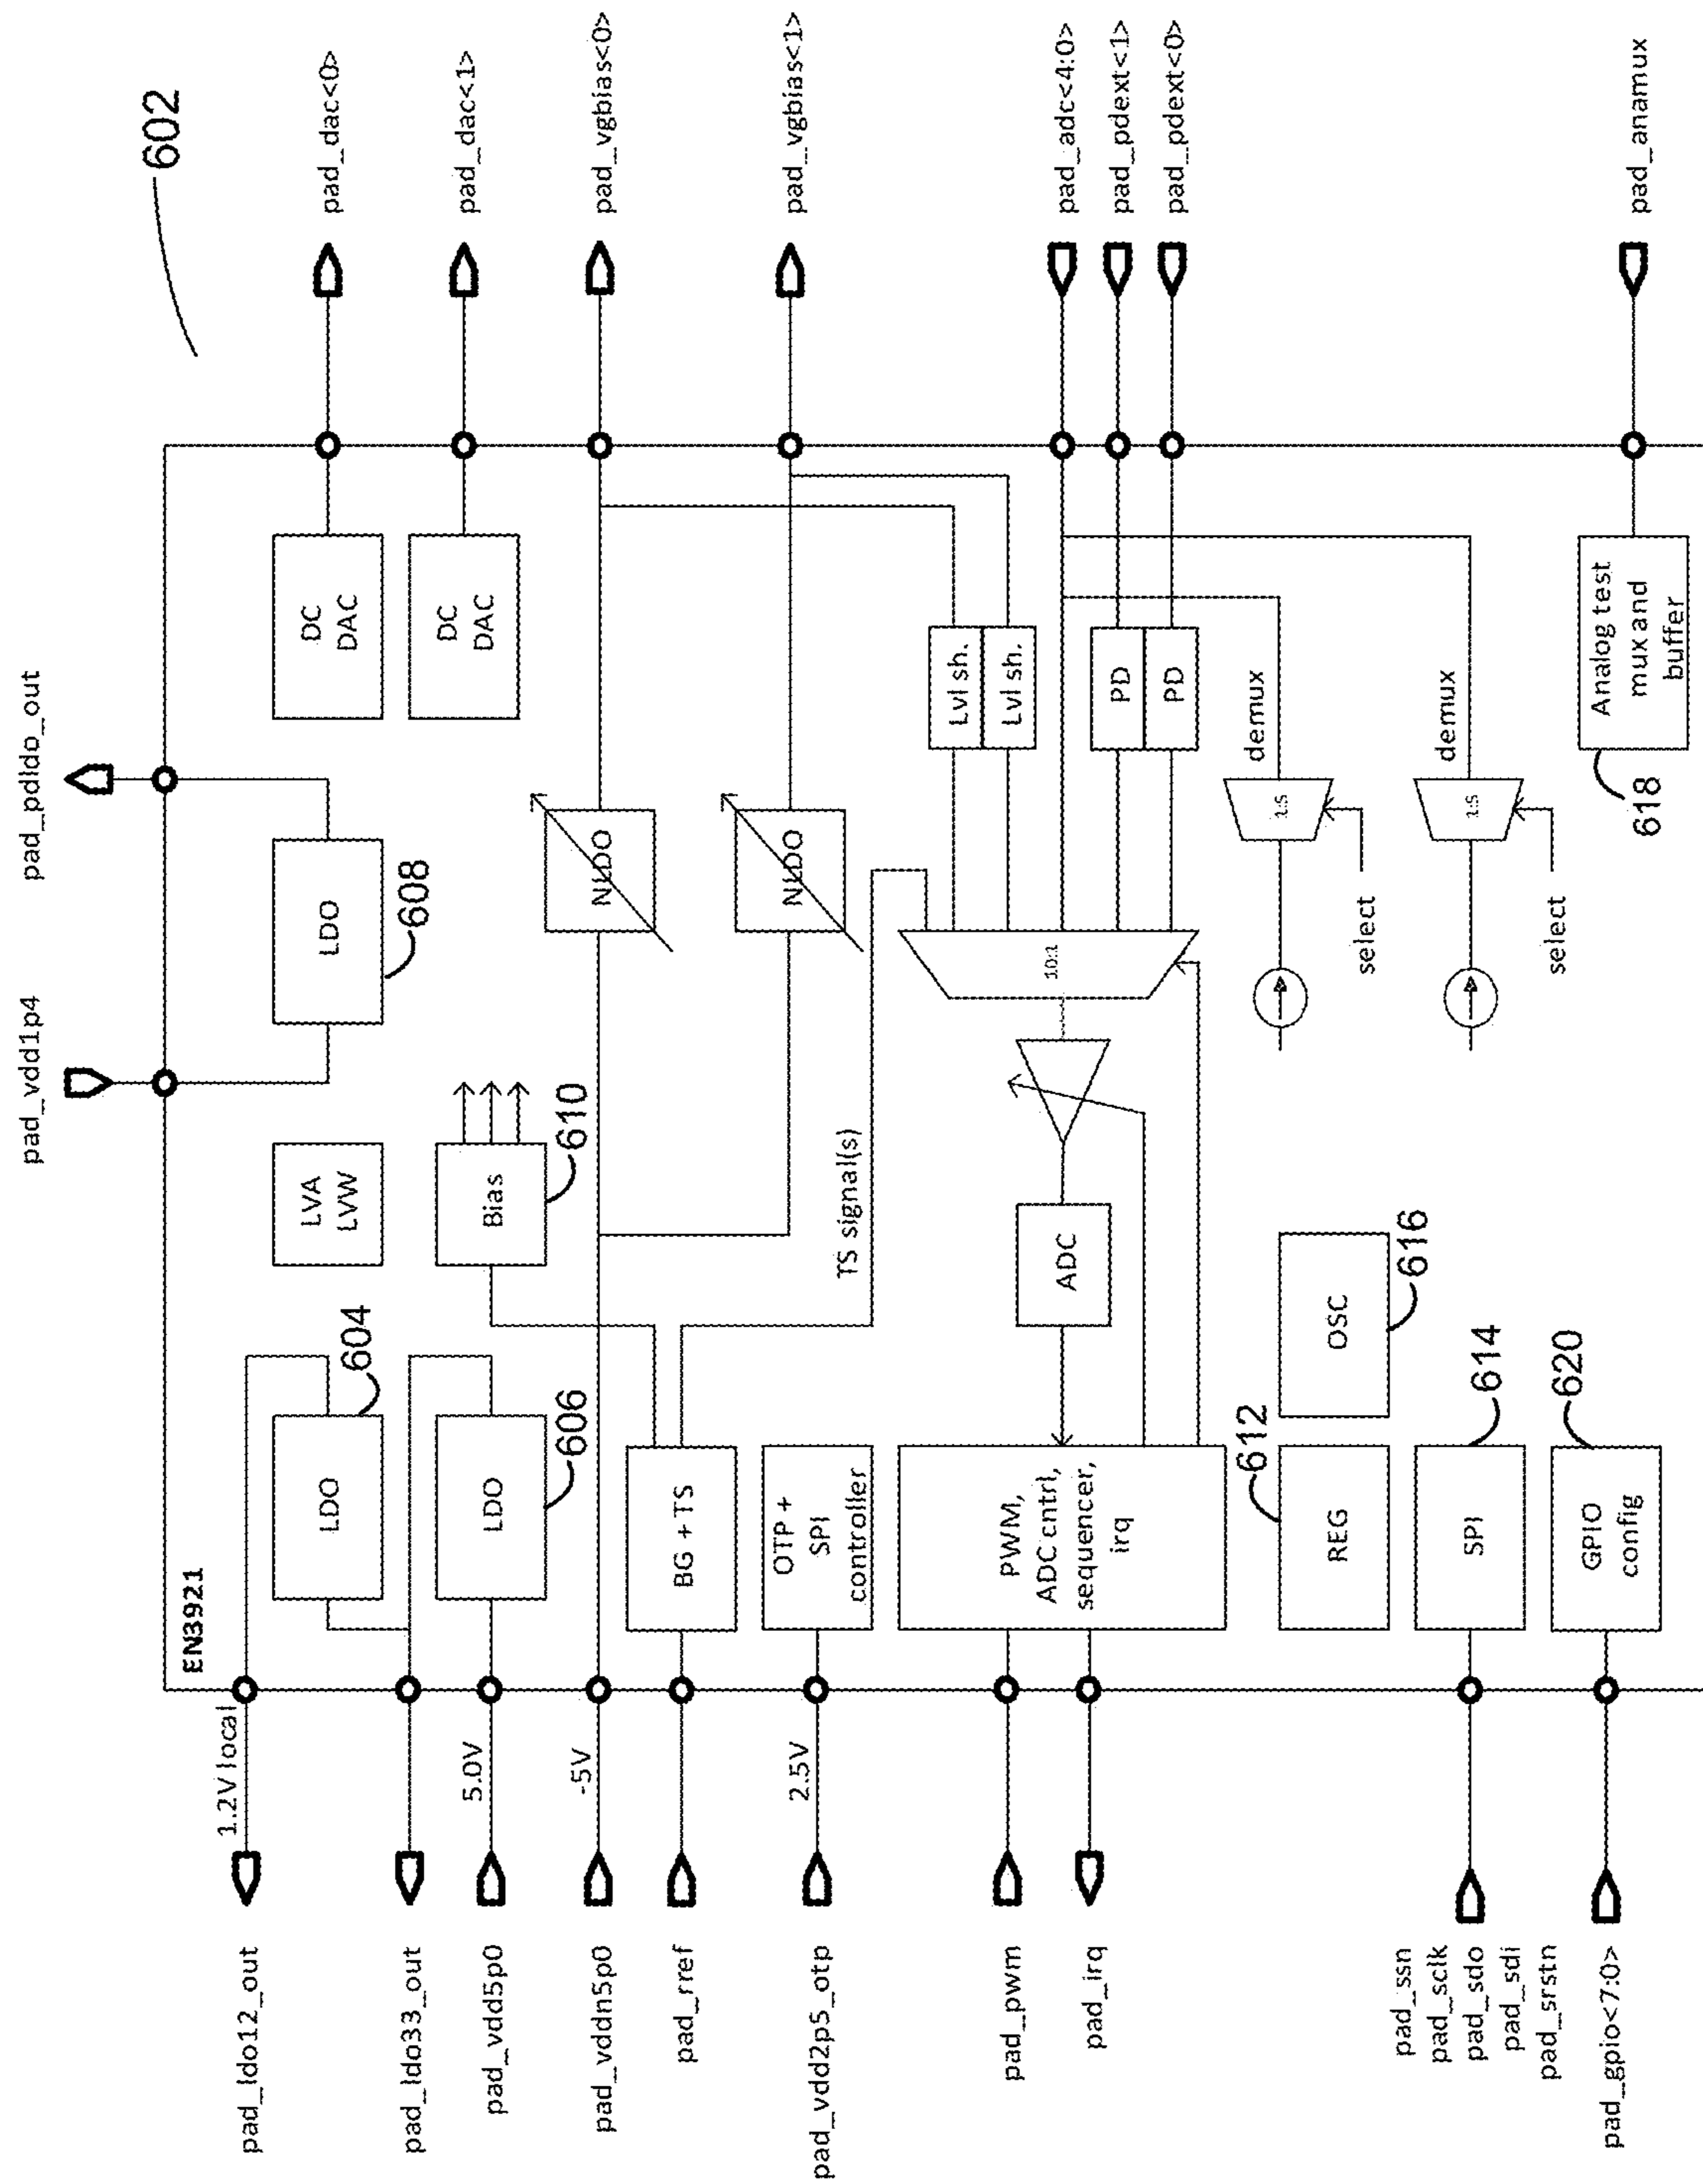 602
pad_vdd1p4
pad_pdldo_out
EN3921
pad_ldo12_out
1.2V local
LDO
604
LVA
LVW
LDO
608
DC
DAC
pad_dac<0>
pad_ldo33_out
pad_vdd5p0
5.0V
LDO
606
Bias
610
DC
DAC
pad_dac<1>
pad_vddn5p0
-5V
NLDO
pad_vgbias<0>
pad_rref
BG + TS
NLDO
pad_vgbias<1>
pad_vdd2p5_otp
2.5V
OTP +
SPI
controller
TS signal(s)
Lvl sh.
Lvl sh.
pad_pwm
pad_irq
PWM,
ADC cntrl,
sequencer,
irq
ADC
10:1
PD
PD
pad_adc<4:0>
pad_pdext<1>
pad_pdext<0>
612
REG
OSC
616
1:5
demux
select
pad_ssn
pad_sclk
pad_sdo
pad_sdi
pad_srstn
SPI
614
1:5
demux
select
pad_gpio<7:0>
GPIO
config
620
618
Analog test
mux and
buffer
pad_anamux